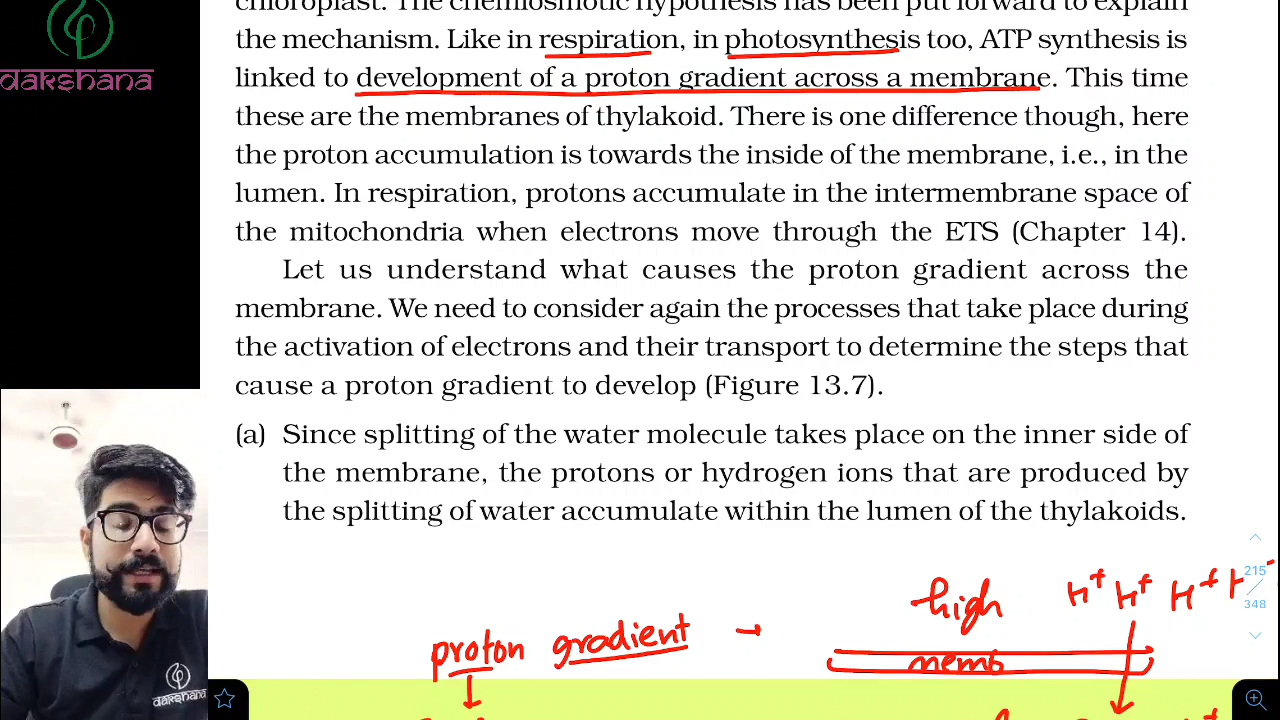 chloroplast. The chemiosmotic hypothesis has been put forward to explain
the mechanism. Like in respiration, in photosynthesis too, ATP synthesis is
linked to development of a proton gradient across a membrane. This time
these are the membranes of thylakoid. There is one difference though, here
the proton accumulation is towards the inside of the membrane, i.e., in the
lumen. In respiration, protons accumulate in the intermembrane space of
the mitochondria when electrons move through the ETS (Chapter 14).
Let us understand what causes the proton gradient across the
membrane. We need to consider again the processes that take place during
the activation of electrons and their transport to determine the steps that
cause a proton gradient to develop (Figure 13.7).
(a) Since splitting of the water molecule takes place on the inner side of
the membrane, the protons or hydrogen ions that are produced by
the splitting of water accumulate within the lumen of the thylakoids.
dakshana
dakshana
215
348
high H+ H+ H+ H
proton gradient →
memb